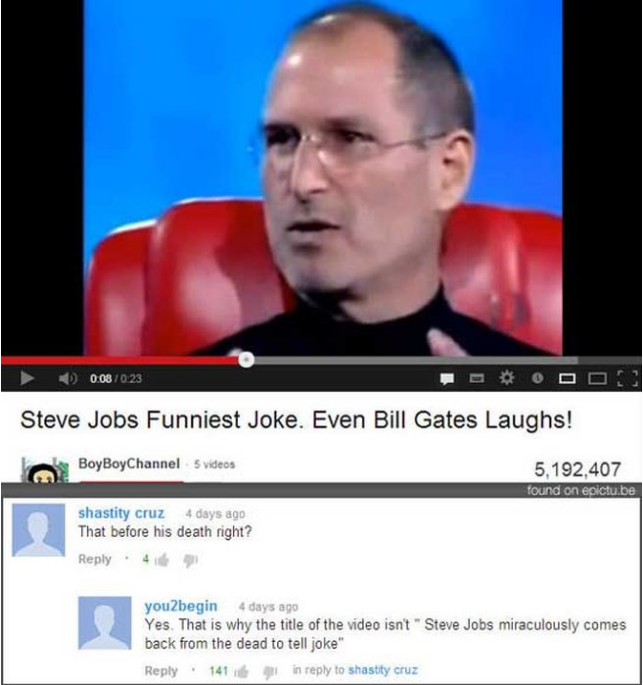 0:08 / 0:23
Steve Jobs Funniest Joke. Even Bill Gates Laughs!
BoyBoyChannel · 5 videos
5,192,407
found on epictu.be
shastity cruz 4 days ago
That before his death right?
Reply · 4
you2begin 4 days ago
Yes. That is why the title of the video isn't " Steve Jobs miraculously comes
back from the dead to tell joke"
Reply · 141 in reply to shastity cruz